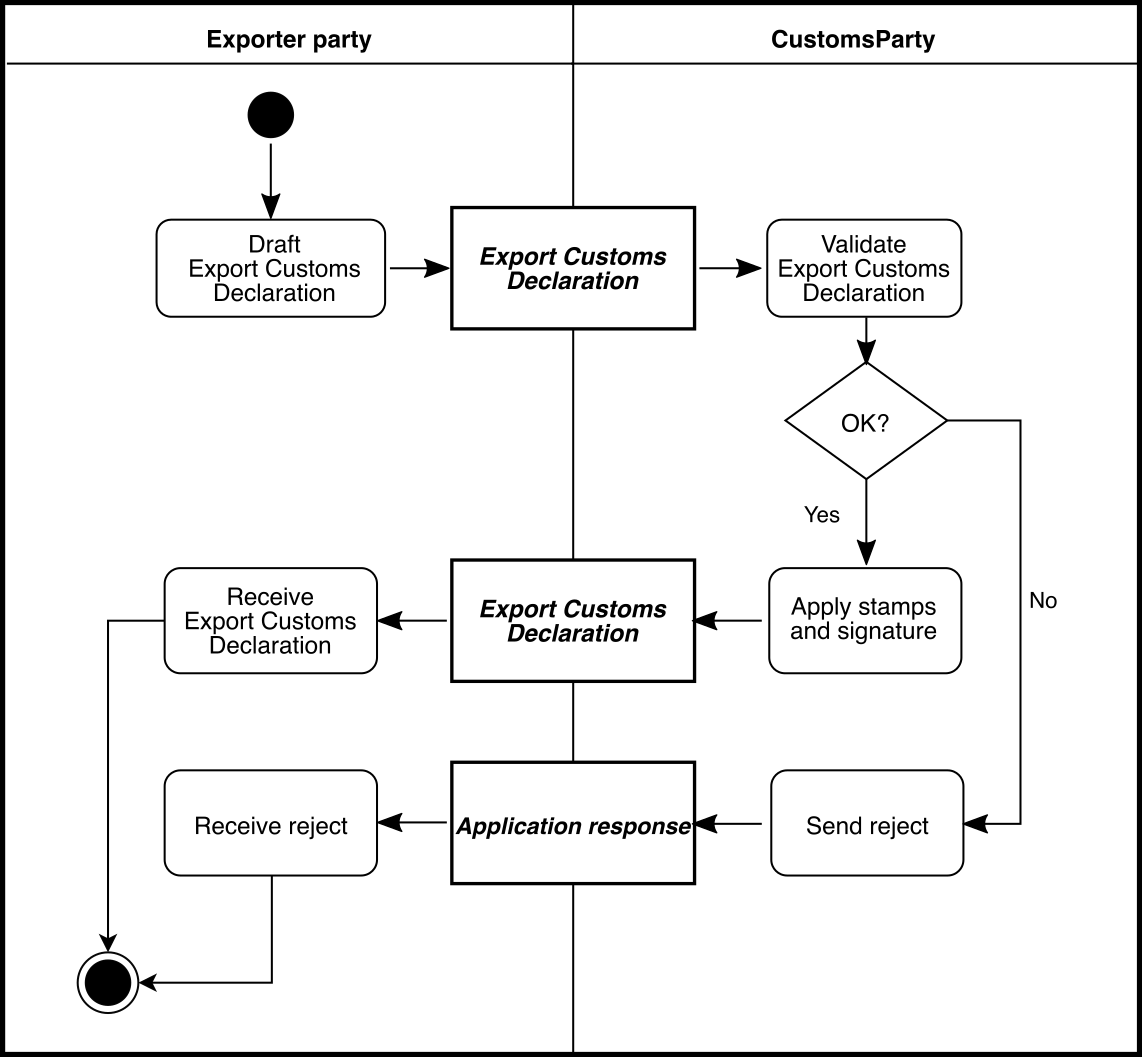 Exporter party
CustomsParty
Draft
Export Customs
Declaration
Export Customs
Declaration
Validate
Export Customs
Declaration
OK?
Yes
No
Receive
Export Customs
Declaration
Export Customs
Declaration
Apply stamps
and signature
Receive reject
Application response
Send reject